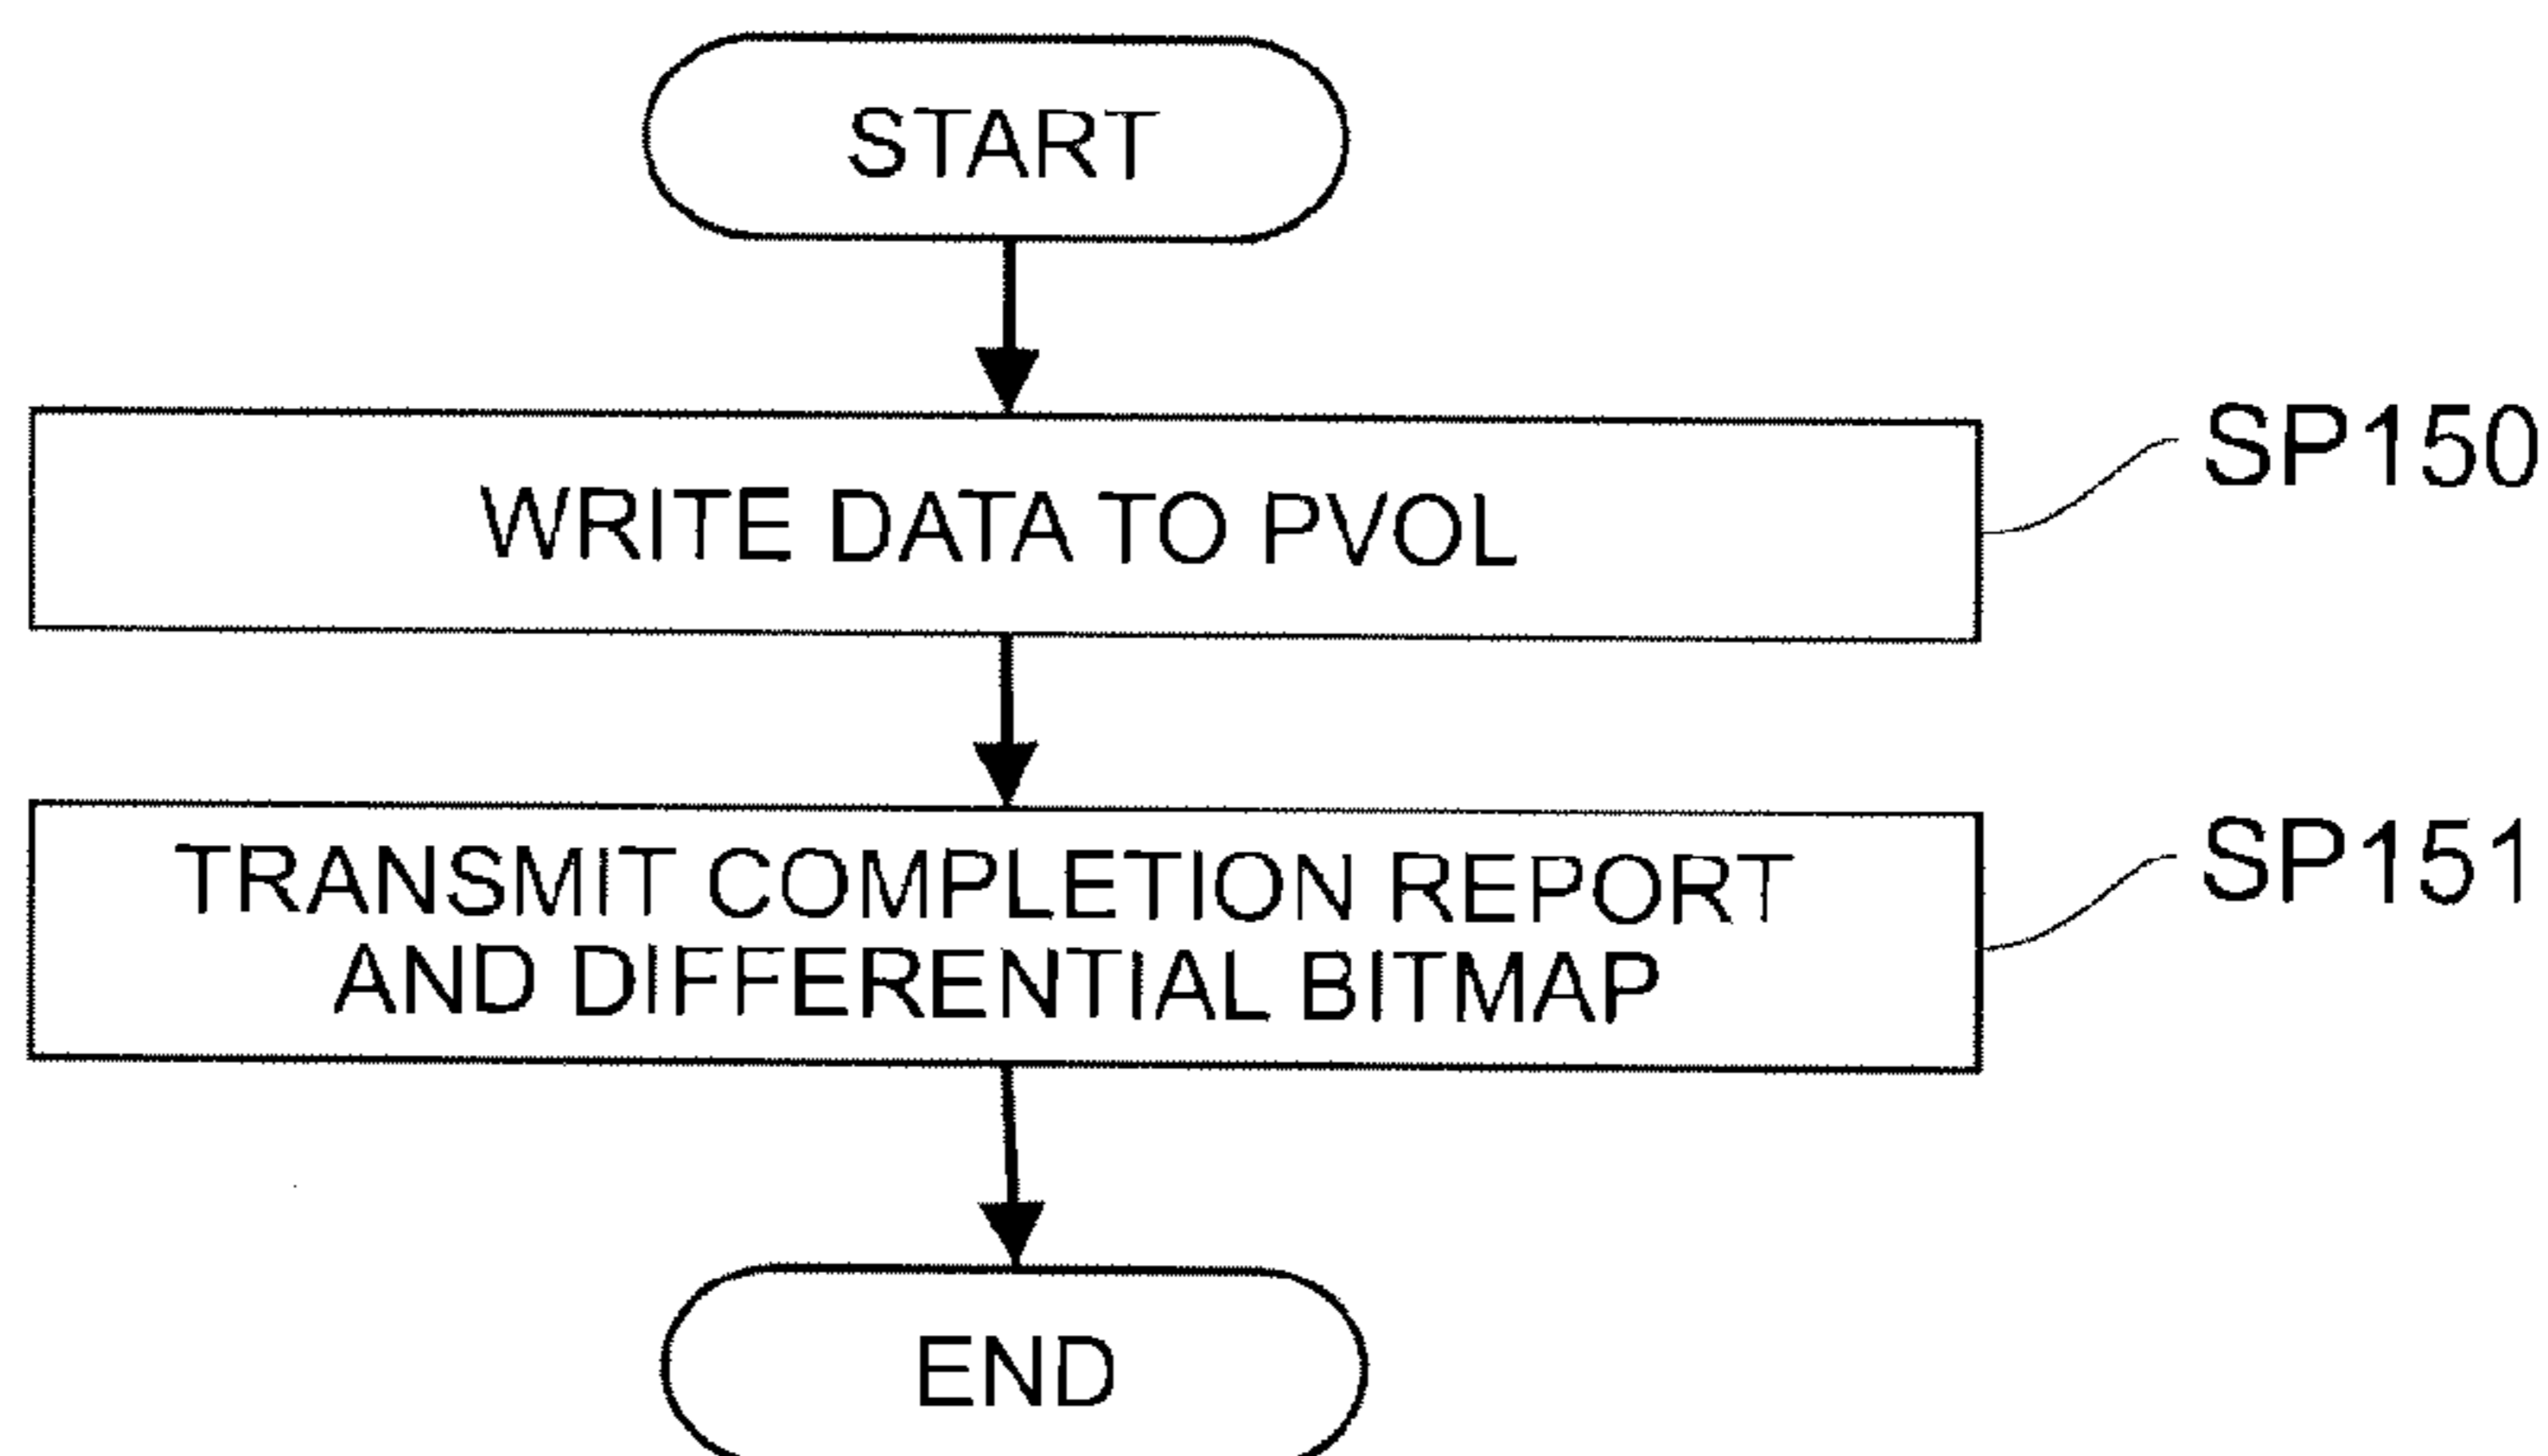 START
WRITE DATA TO PVOL
SP150
TRANSMIT COMPLETION REPORT
AND DIFFERENTIAL BITMAP
SP151
END